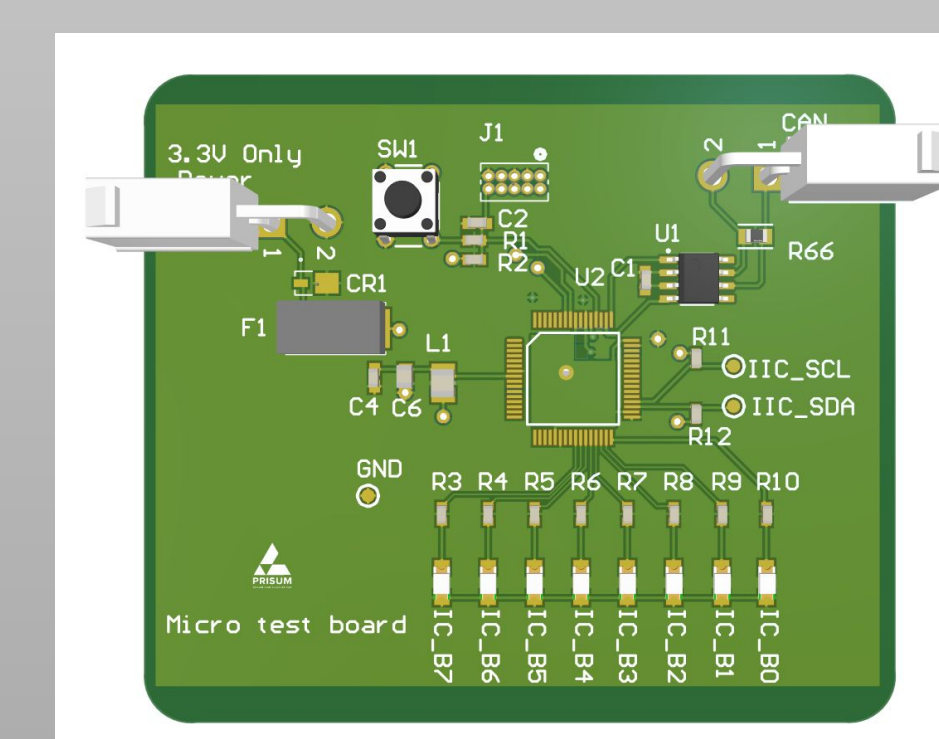 CAN
J1
SW1
3.3V Only
Power
2
1
C2
R1
R2
U1
R66
1
2
CR1
U2
C1
F1
L1
R11
IIC_SCL
C4
C6
IIC_SDA
R12
GND
R3
R4
R5
R6
R7
R8
R9
R10
PRISUM
Micro test board
IC_B7
IC_B6
IC_B5
IC_B4
IC_B3
IC_B2
IC_B1
IC_B0